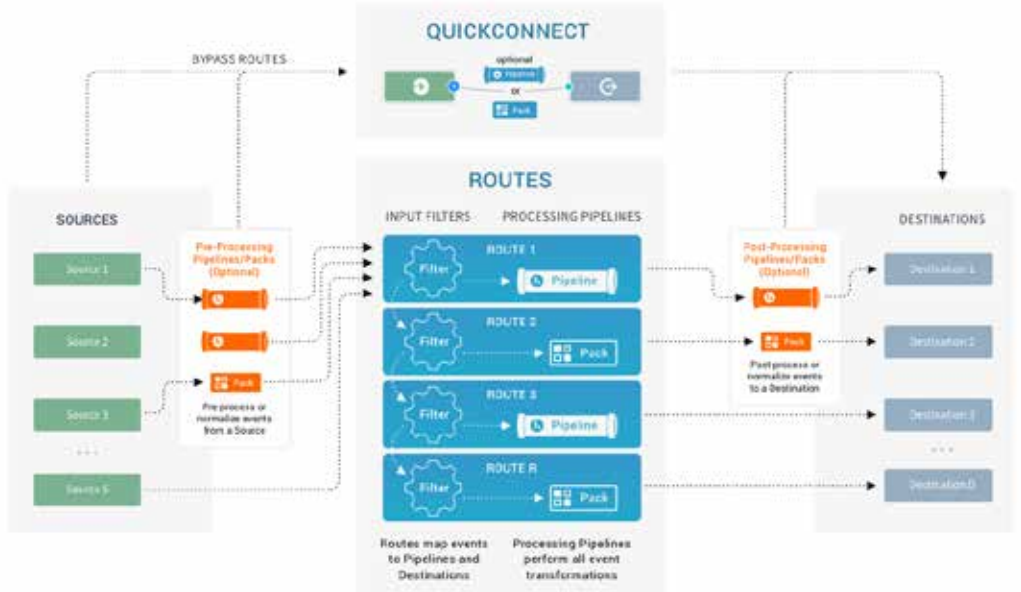 QUICKCONNECT
BYPASS ROUTES
optional
Pipeline
or
Pack
ROUTES
SOURCES
INPUT FILTERS
PROCESSING PIPELINES
DESTINATIONS
Pre-Processing
Pipelines/Packs
(Optional)
Post-Processing
Pipelines/Packs
(Optional)
Source 1
ROUTE 1
Filter
Pipeline
Destination 1
Source 2
ROUTE 2
Filter
Pack
Pack
Destination 2
Pack
Post process or
normalize events
to a Destination
Source 3
Pre process or
normalize events
from a Source
ROUTE 3
Filter
Pipeline
Destination 3
...
...
Source S
ROUTE R
Filter
Pack
Destination D
Routes map events
to Pipelines and
Destinations
Processing Pipelines
perform all event
transformations